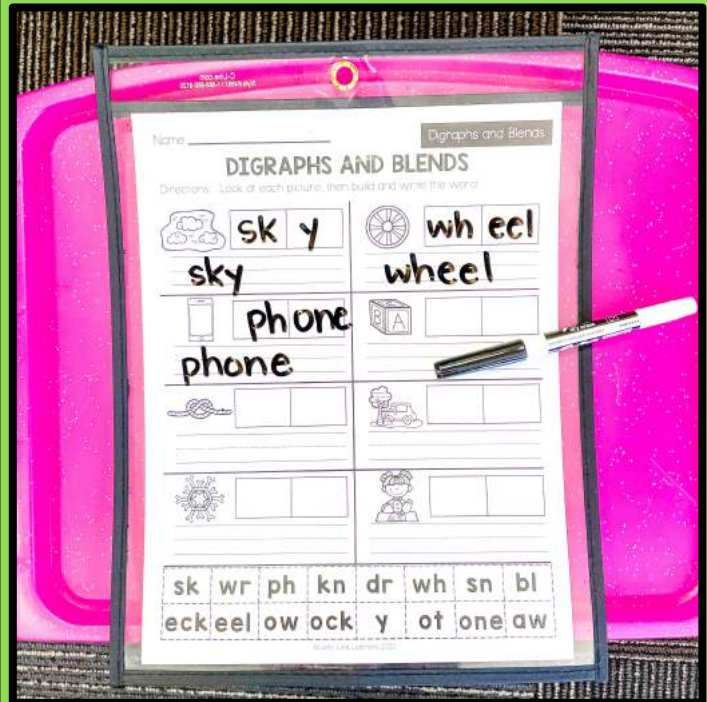 Name
Digraphs and Blends
DIGRAPHS AND BLENDS
Directions: Look at each picture, then build and write the word.
sk y
wh eel
sky
wheel
ph one
B A
phone
sk wr ph kn dr wh sn bl
eck eel ow ock y ot one aw